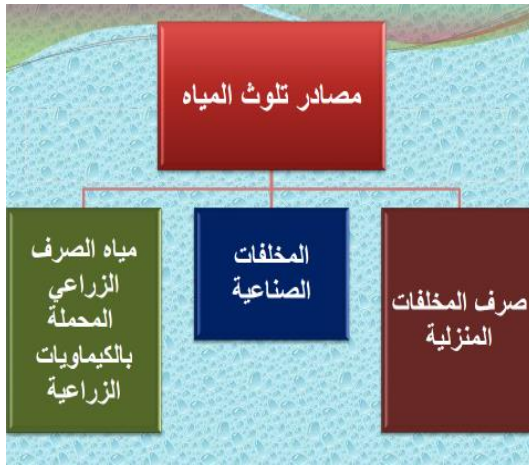 مصادر تلوث المياه
صرف المخلفات
المنزلية
المخلفات
الصناعية
مياه الصرف
الزراعي
المحملة
بالكيماويات
الزراعية